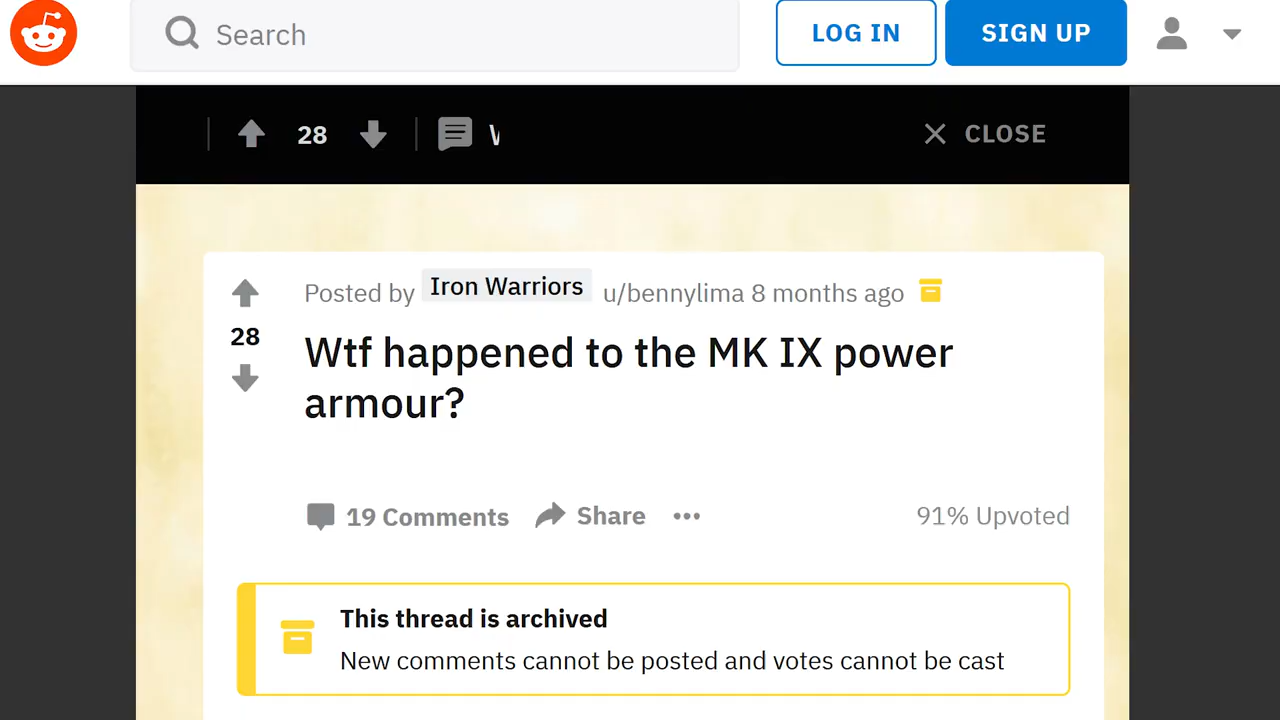 Search
LOG IN
SIGN UP
28
CLOSE
Posted by Iron Warriors u/bennylima 8 months ago
28
Wtf happened to the MK IX power
armour?
19 Comments
Share
91% Upvoted
This thread is archived
New comments cannot be posted and votes cannot be cast